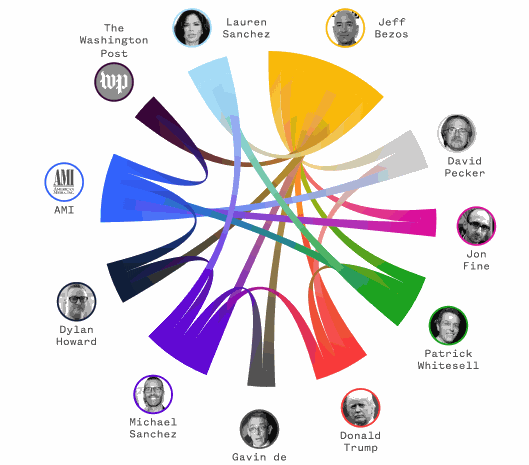 The
Washington
Post
Lauren
Sanchez
Jeff
Bezos
wp
David
Pecker
AMI
AMERICAN
MEDIA, INC
AMI
Jon
Fine
Dylan
Howard
Patrick
Whitesell
Michael
Sanchez
Donald
Trump
Gavin de